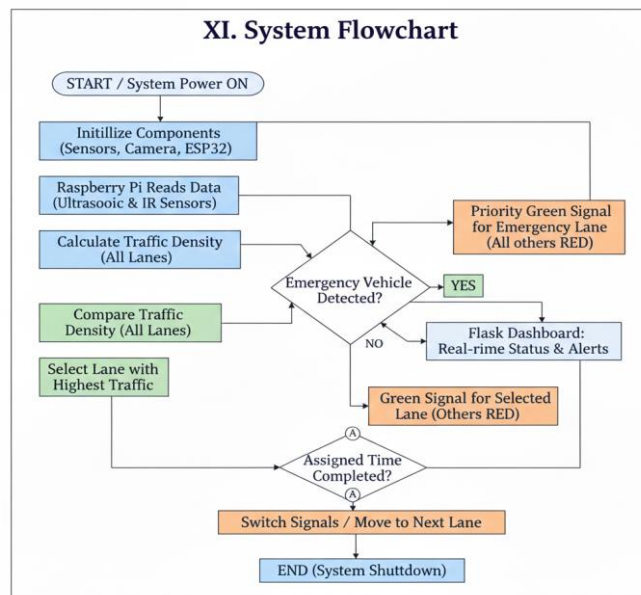 XI. System Flowchart
START / System Power ON
Initillize Components
(Sensors, Camera, ESP32)
Raspberry Pi Reads Data
(Ultrasooic & IR Sensors)
Priority Green Signal
for Emergency Lane
(All others RED)
Calculate Traffic Density
(All Lanes)
Emergency Vehicle
Detected?
YES
Compare Traffic
Density (All Lanes)
NO
Flask Dashboard:
Real-rime Status & Alerts
Select Lane with
Highest Traffic
Green Signal for Selected
Lane (Others RED)
A
Assigned Time
Completed?
A
Switch Signals / Move to Next Lane
END (System Shutdown)